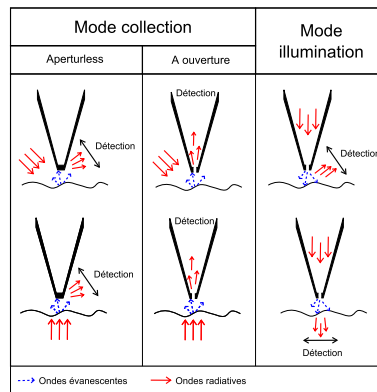 Mode collection
Mode
illumination
Aperturless
A ouverture
Détection
Détection
Détection
Détection
Détection
Détection
Ondes évanescentes
Ondes radiatives